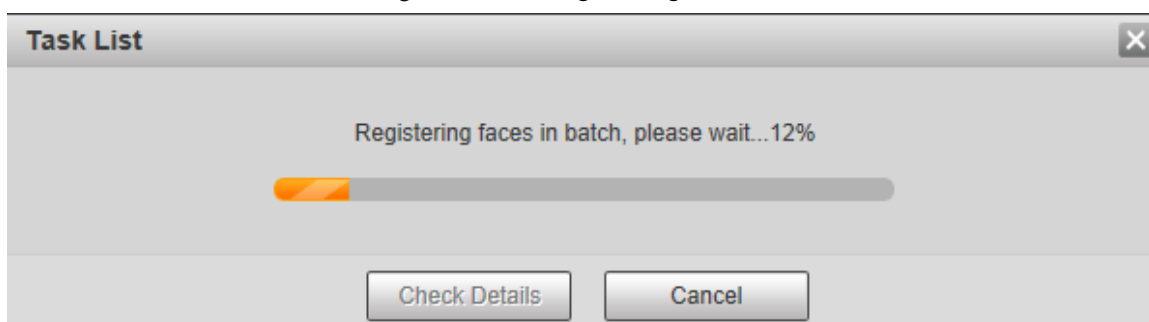 Task List
Registering faces in batch, please wait...12%
Check Details
Cancel